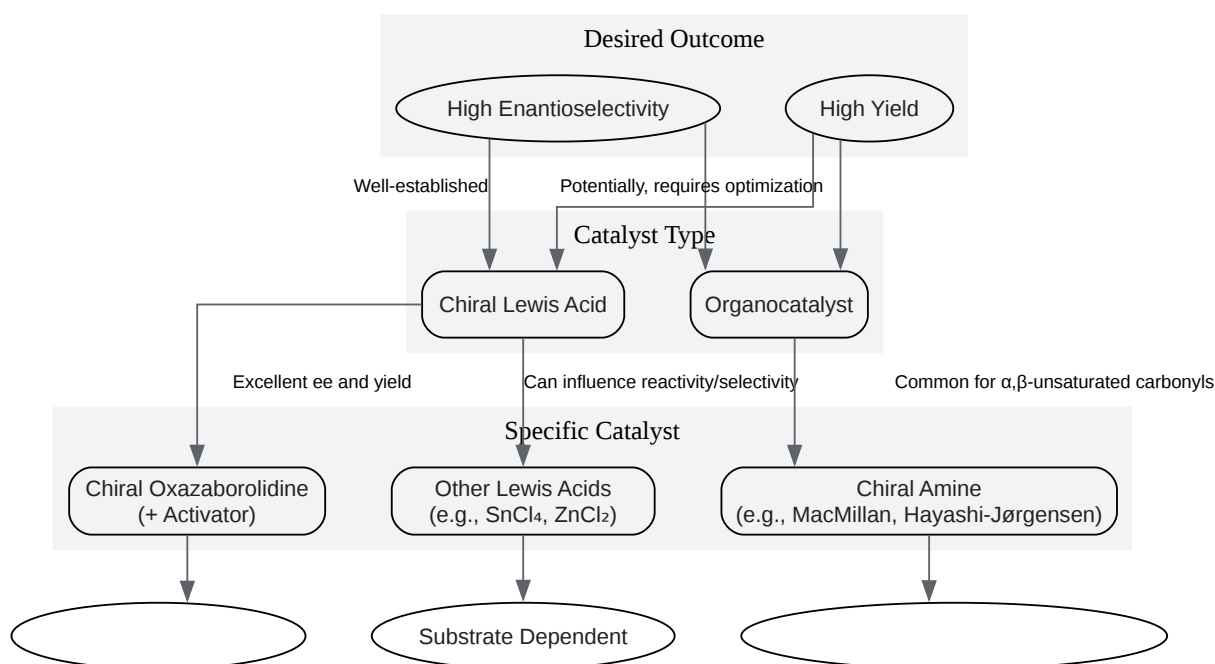 Desired Outcome
High Enantioselectivity
High Yield
Well-established
Potentially, requires optimization
Catalyst Type
Chiral Lewis Acid
Organocatalyst
Excellent ee and yield
Can influence reactivity/selectivity
Common for α,β-unsaturated carbonyls
Specific Catalyst
Chiral Oxazaborolidine
(+ Activator)
Other Lewis Acids
(e.g., SnCl₄, ZnCl₂)
Chiral Amine
(e.g., MacMillan, Hayashi-Jørgensen)
Substrate Dependent